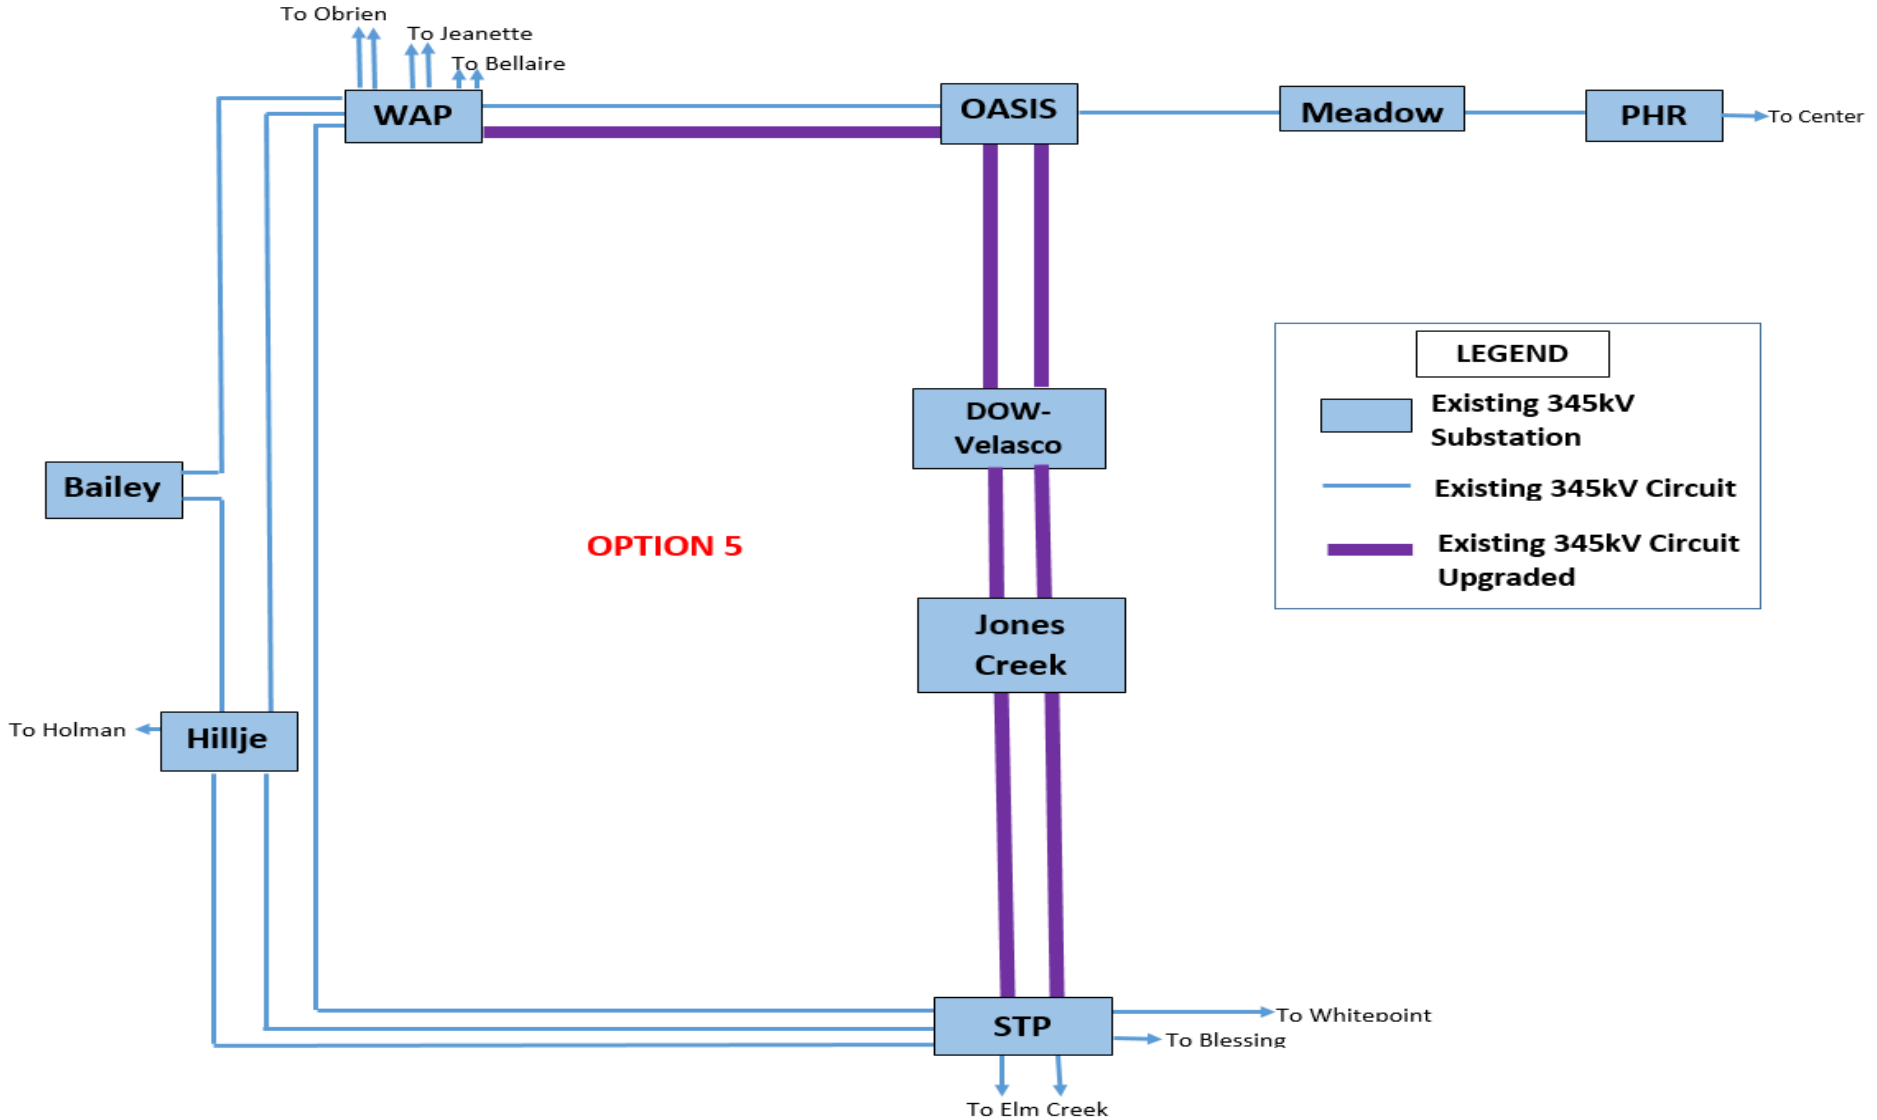 To Obrien
To Jeanette
To Bellaire
WAP
OASIS
Meadow
PHR
To Center
LEGEND
Existing 345kV
Substation
Existing 345kV Circuit
Existing 345kV Circuit
Upgraded
DOW-
Velasco
Bailey
OPTION 5
Jones
Creek
To Holman
Hillje
STP
To Whitepoint
To Blessing
To Elm Creek